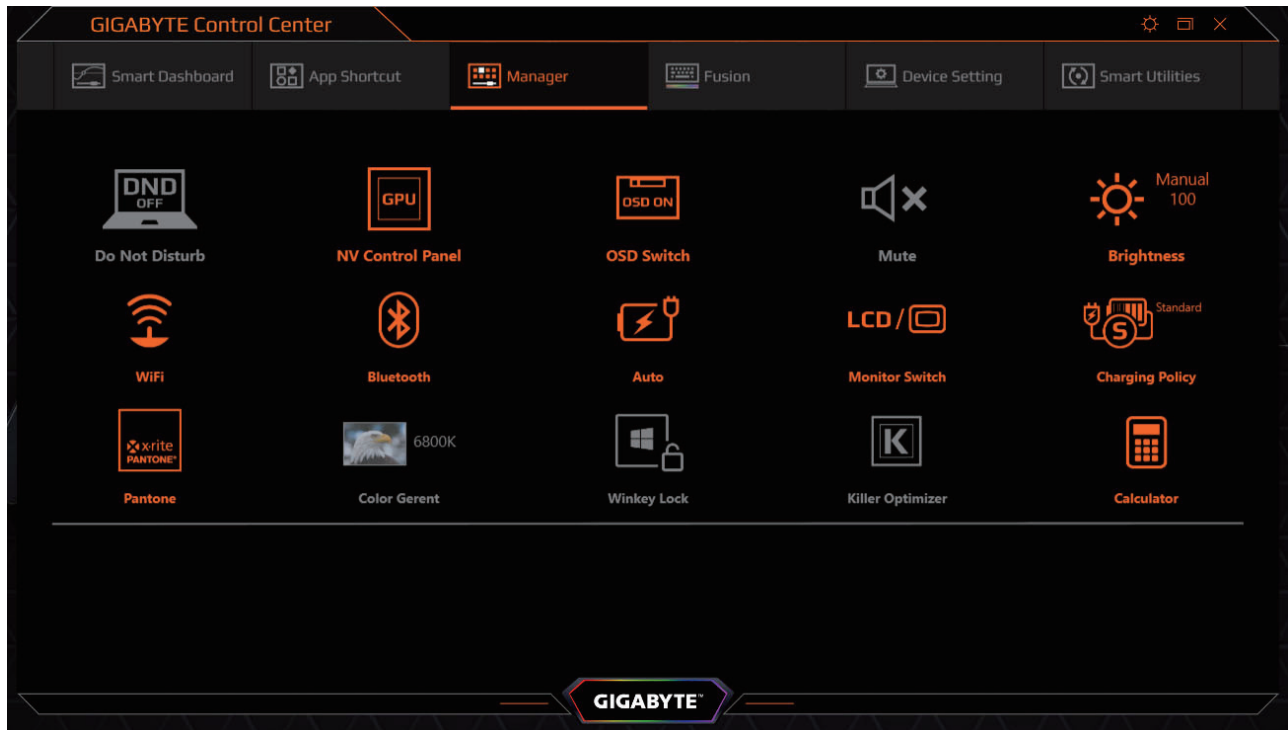 GIGABYTE Control Center
Smart Dashboard
App Shortcut
Manager
Fusion
Device Setting
Smart Utilities
DND
OFF
Do Not Disturb
GPU
NV Control Panel
OSD ON
OSD Switch
Mute
Manual
100
Brightness
WiFi
Bluetooth
Auto
LCD /
Monitor Switch
S
Standard
Charging Policy
x·rite
PANTONE®
Pantone
6800K
Color Gerent
Winkey Lock
K
Killer Optimizer
Calculator
GIGABYTE™